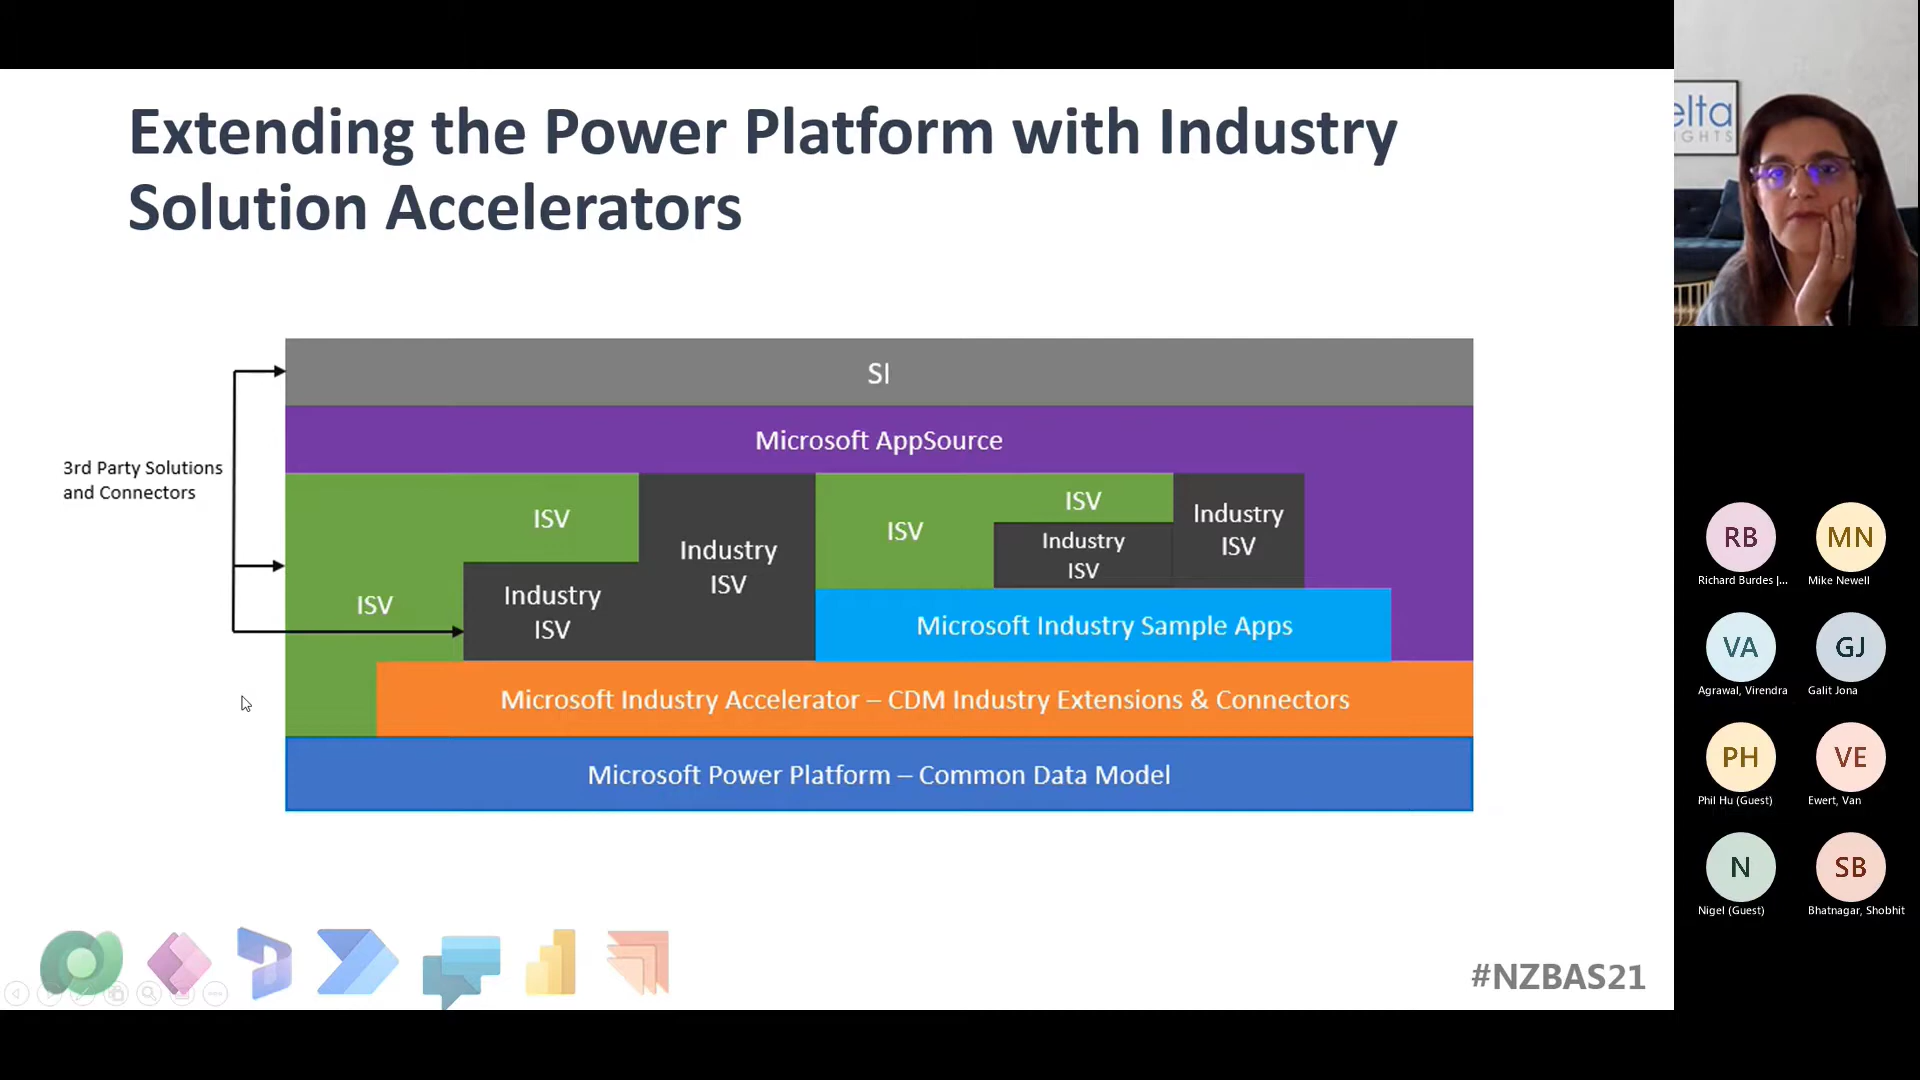 Extending the Power Platform with Industry
Solution Accelerators
SI
Microsoft AppSource
3rd Party Solutions
and Connectors
ISV
ISV
Industry
ISV
Industry
ISV
ISV
ISV
Industry
ISV
Industry
ISV
Microsoft Industry Sample Apps
Microsoft Industry Accelerator – CDM Industry Extensions & Connectors
Microsoft Power Platform – Common Data Model
#NZBAS21
elta
IGHTS
RB
MN
Richard Burdes |...
Mike Newell
VA
GJ
Agrawal, Virendra
Galit Jona
PH
VE
Phil Hu (Guest)
Ewert, Van
N
SB
Nigel (Guest)
Bhatnagar, Shobhit